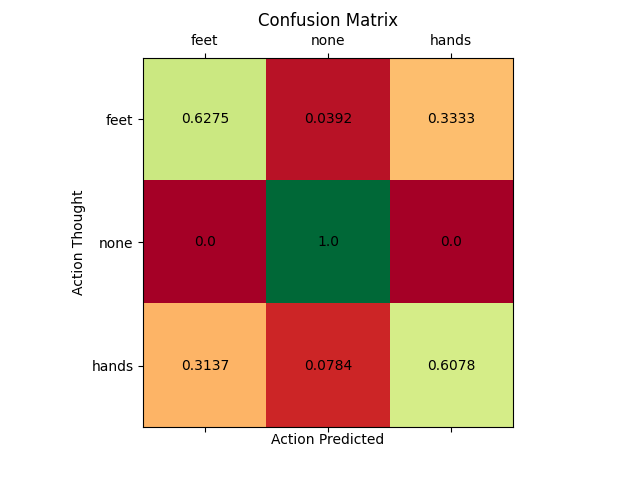 Confusion Matrix
feet none hands
feet 0.6275 0.0392 0.3333
none 0.0 1.0 0.0
hands 0.3137 0.0784 0.6078
Action Thought
Action Predicted